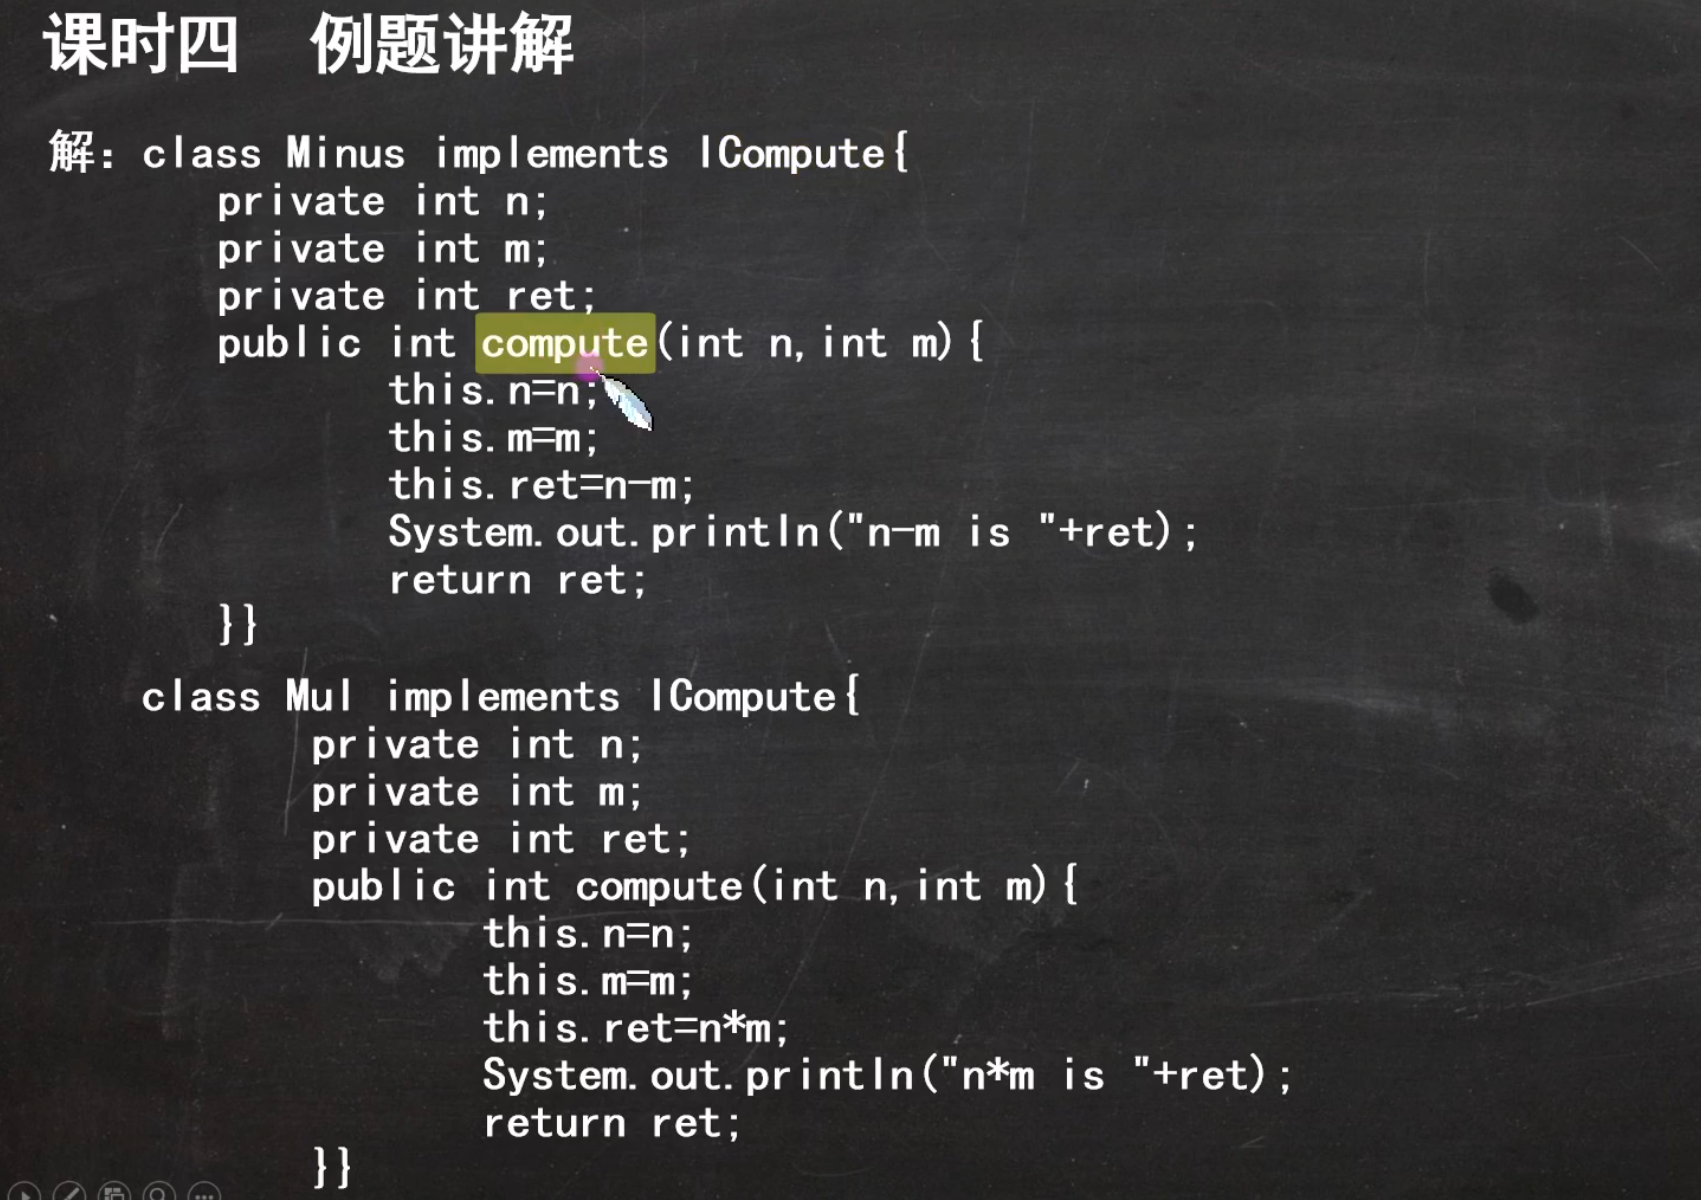 课时四　例题讲解
解：class Minus implements ICompute{
private int n;
private int m;
private int ret;
public int compute(int n,int m){
this.n=n;
this.m=m;
this.ret=n-m;
System.out.println("n-m is "+ret);
return ret;
}}
class Mul implements ICompute{
private int n;
private int m;
private int ret;
public int compute(int n,int m){
this.n=n;
this.m=m;
this.ret=n*m;
System.out.println("n*m is "+ret);
return ret;
}}